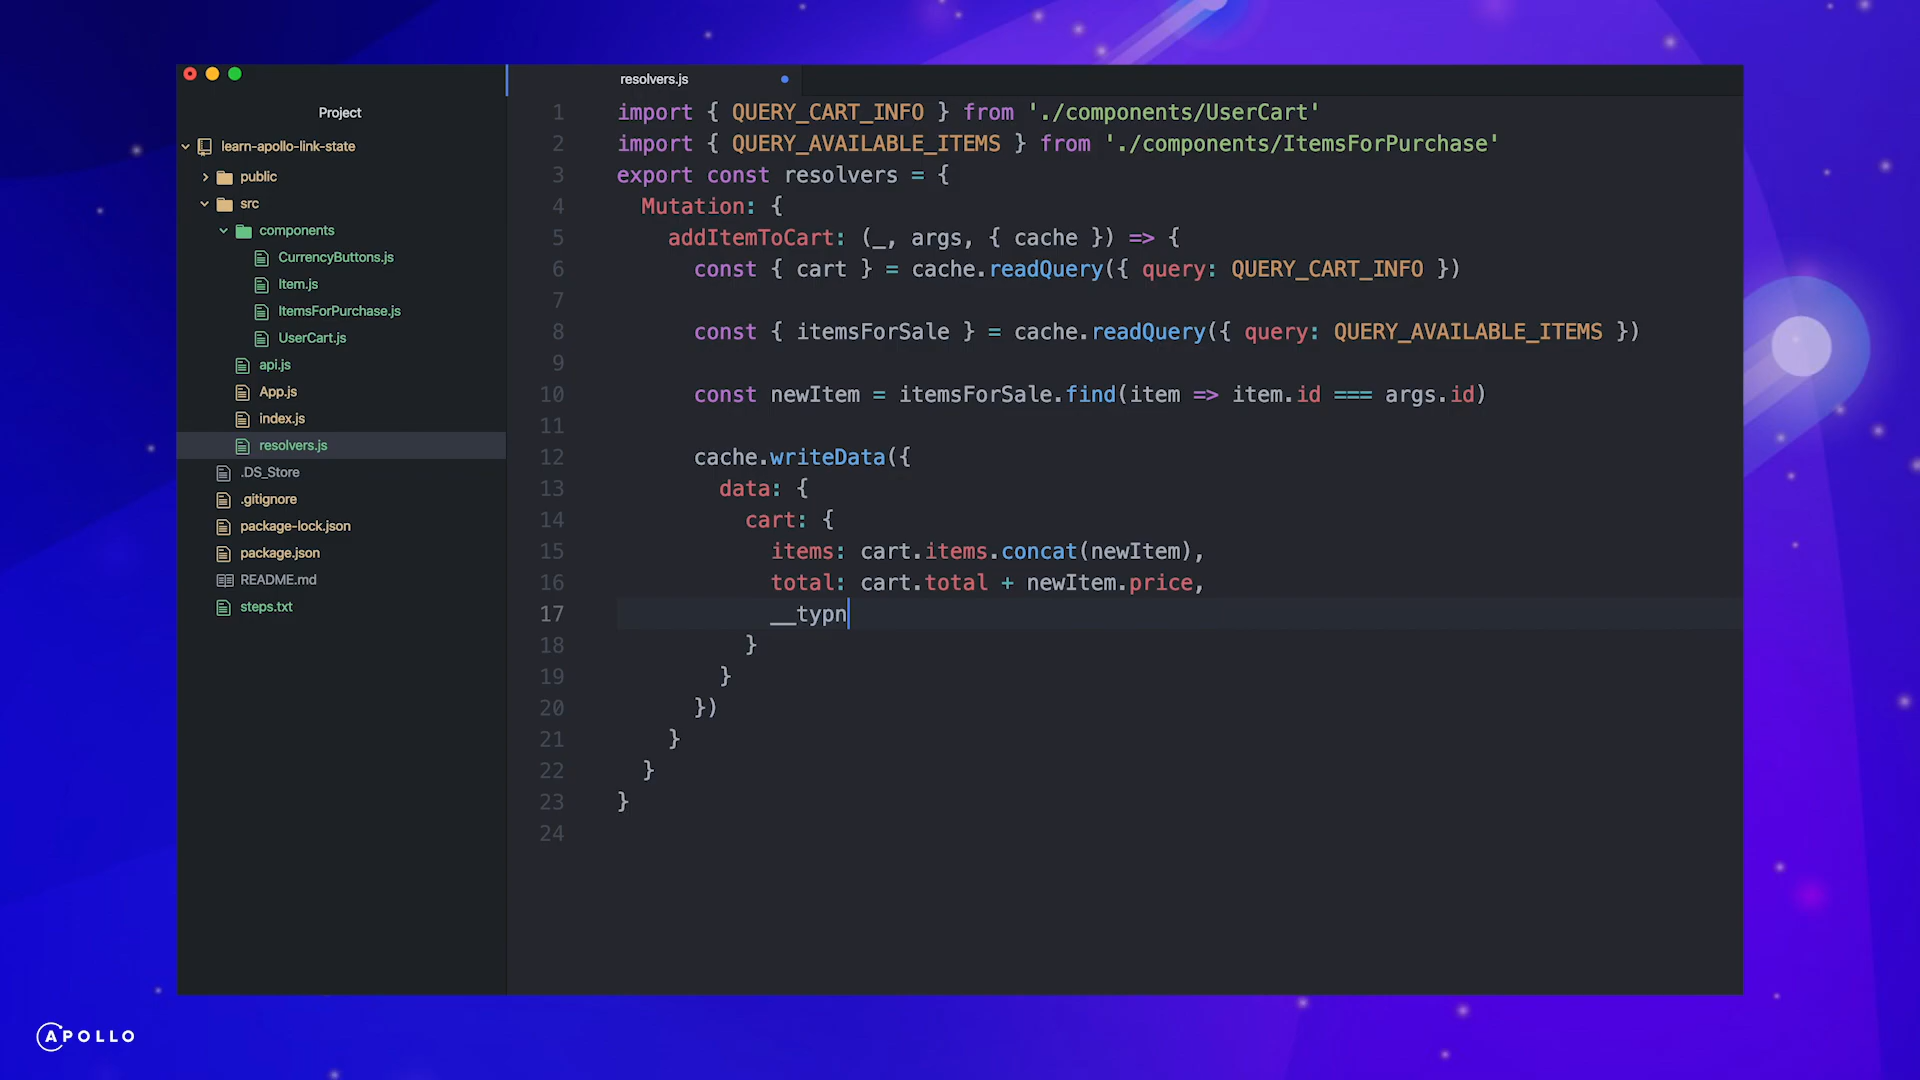 Project
learn-apollo-link-state
public
src
components
CurrencyButtons.js
Item.js
ItemsForPurchase.js
UserCart.js
api.js
App.js
index.js
resolvers.js
.DS_Store
.gitignore
package-lock.json
package.json
README.md
steps.txt
resolvers.js
1 import { QUERY_CART_INFO } from './components/UserCart'
2 import { QUERY_AVAILABLE_ITEMS } from './components/ItemsForPurchase'
3 export const resolvers = {
4 Mutation: {
5 addItemToCart: (_, args, { cache }) => {
6 const { cart } = cache.readQuery({ query: QUERY_CART_INFO })
7
8 const { itemsForSale } = cache.readQuery({ query: QUERY_AVAILABLE_ITEMS })
9
10 const newItem = itemsForSale.find(item => item.id === args.id)
11
12 cache.writeData({
13 data: {
14 cart: {
15 items: cart.items.concat(newItem),
16 total: cart.total + newItem.price,
17 __typn
18 }
19 }
20 })
21 }
22 }
23 }
24
APOLLO